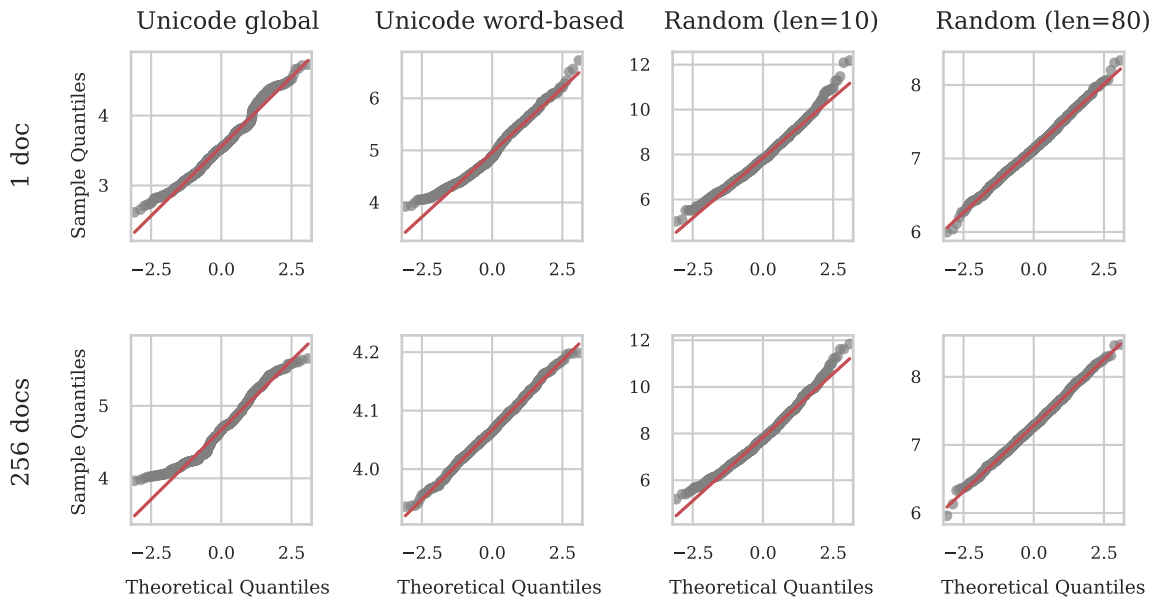 Unicode global
Unicode word-based
Random (len=10)
Random (len=80)
1 doc
Sample Quantiles
4
3
−2.5 0.0 2.5
6
5
4
−2.5 0.0 2.5
12
10
8
6
−2.5 0.0 2.5
8
7
6
−2.5 0.0 2.5
256 docs
Sample Quantiles
5
4
−2.5 0.0 2.5
Theoretical Quantiles
4.2
4.1
4.0
−2.5 0.0 2.5
Theoretical Quantiles
12
10
8
6
−2.5 0.0 2.5
Theoretical Quantiles
8
7
6
−2.5 0.0 2.5
Theoretical Quantiles